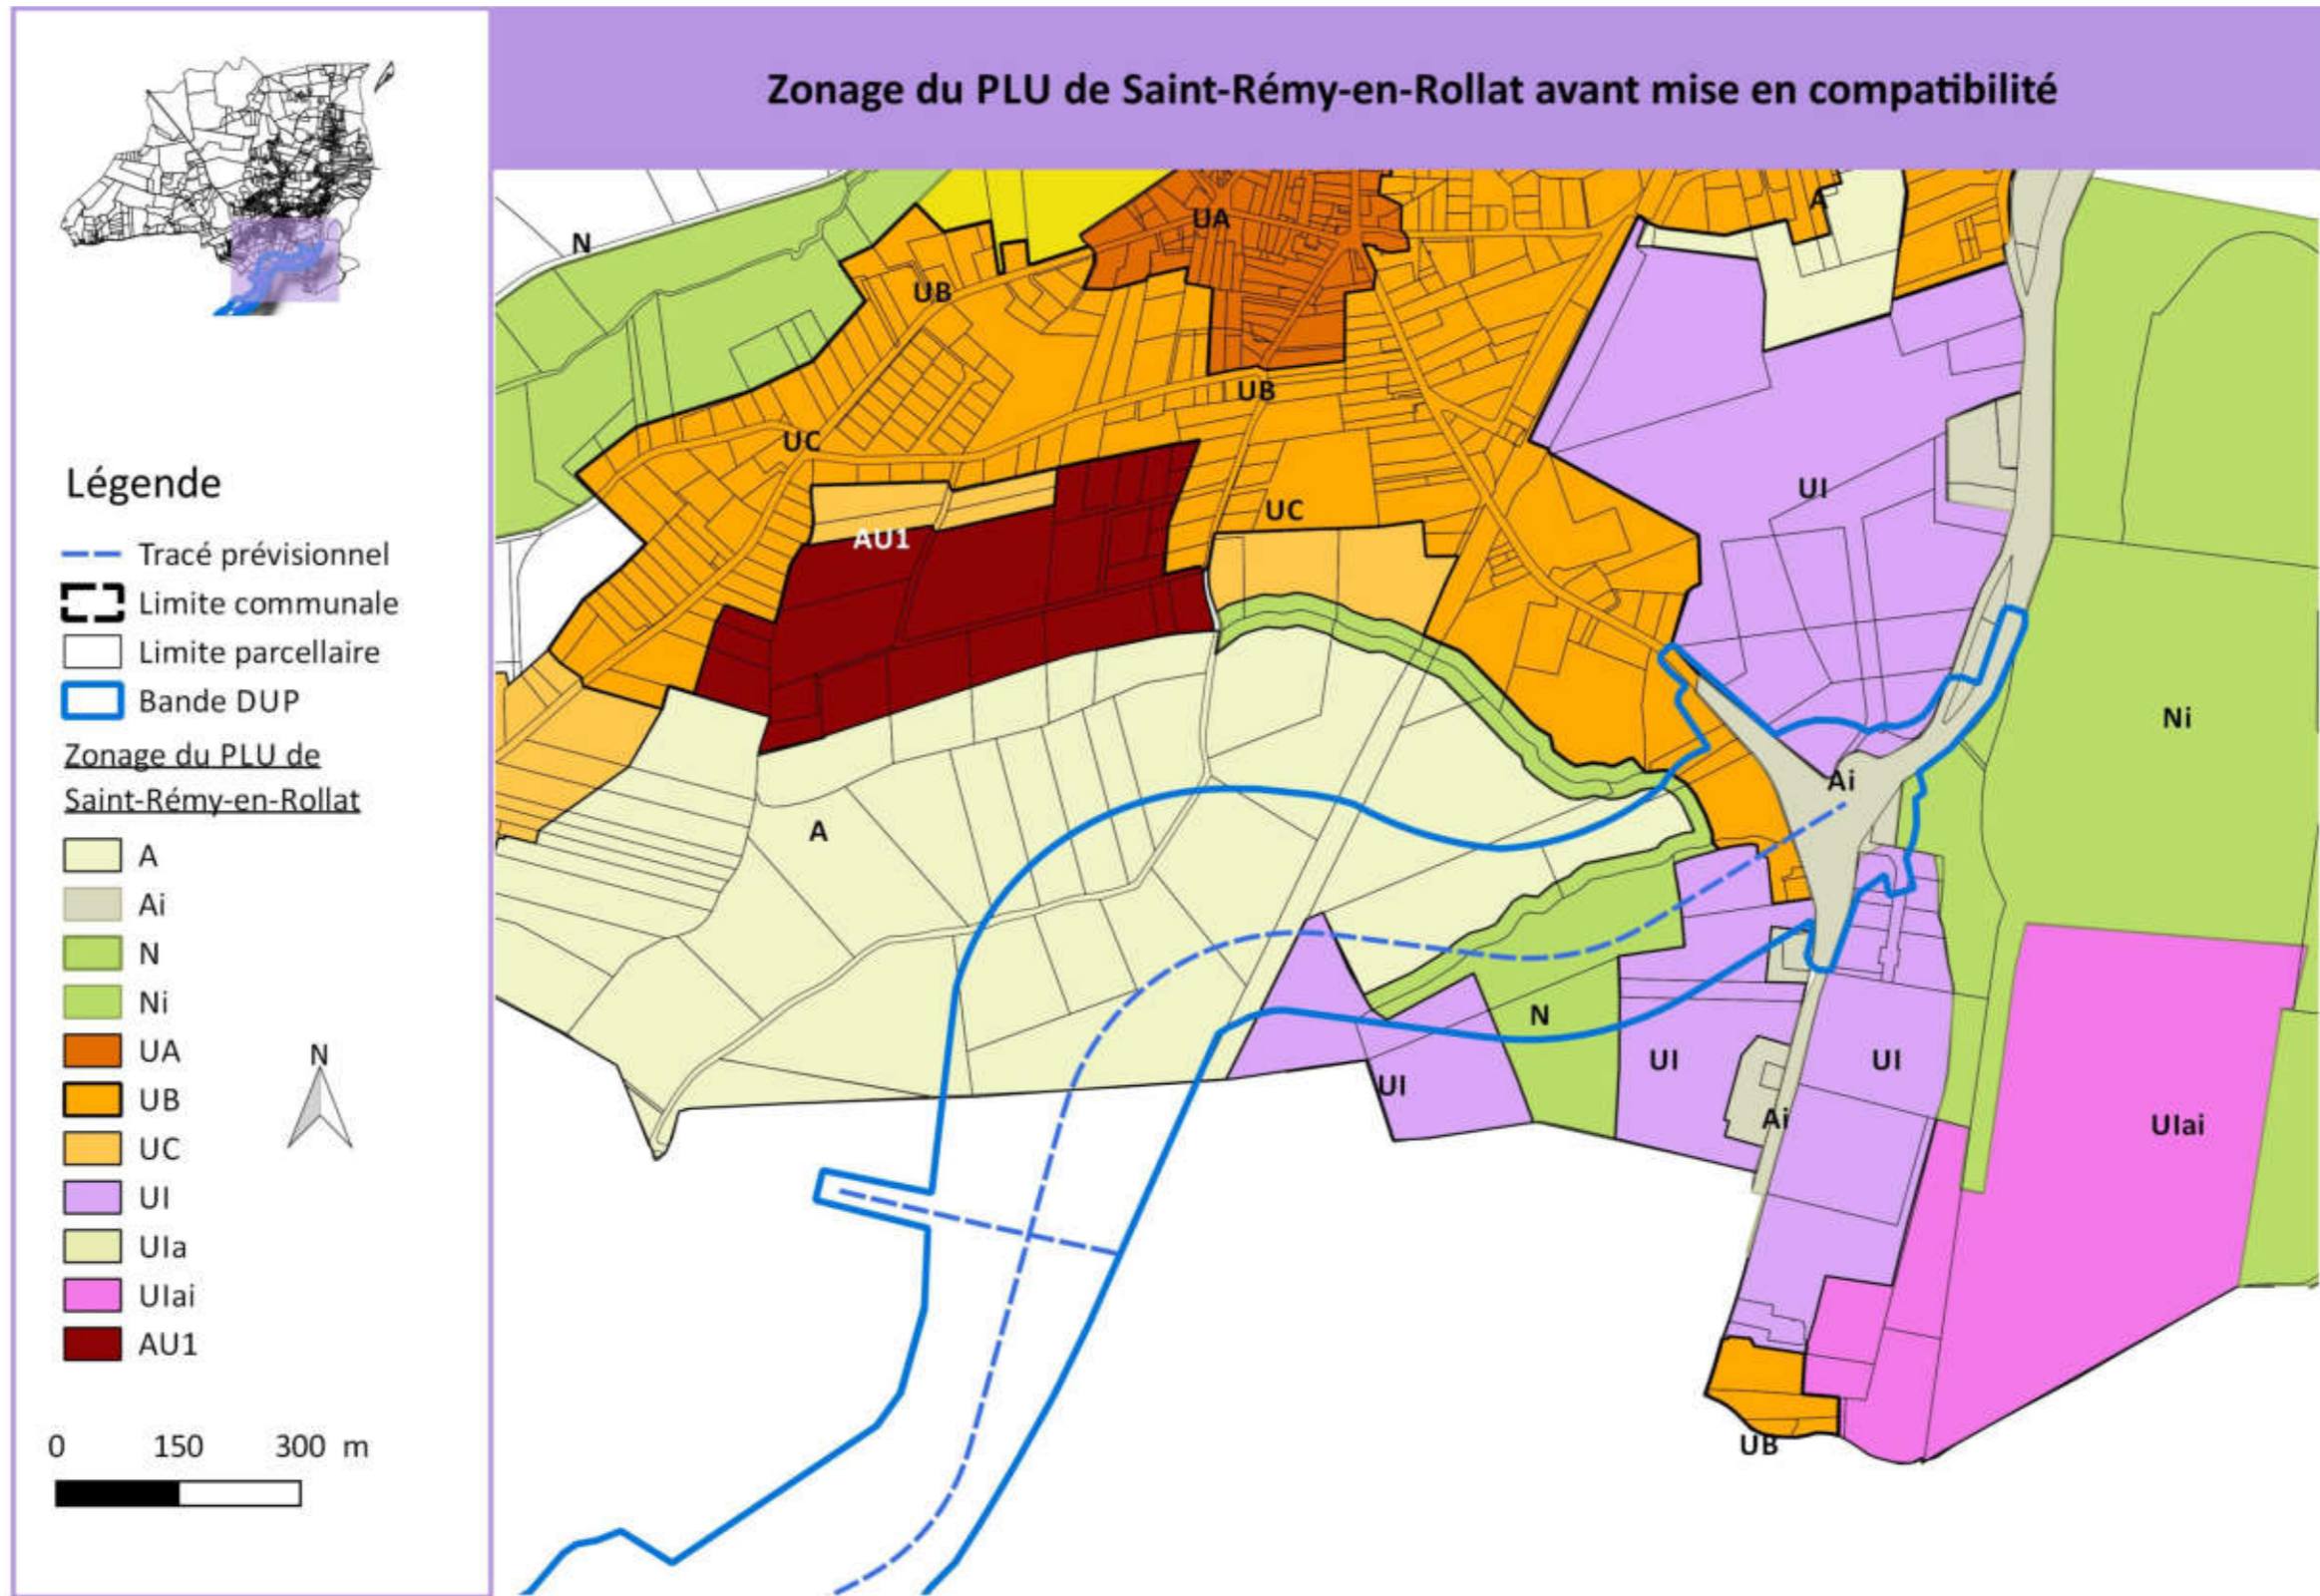 Zonage du PLU de Saint-Rémy-en-Rollat avant mise en compatibilité
Légende
Tracé prévisionnel
Limite communale
Limite parcellaire
Bande DUP
Zonage du PLU de
Saint-Rémy-en-Rollat
A
Ai
N
Ni
UA
UB
UC
UI
UIa
UIai
AU1
N
0 150 300 m
A
UA
N
UB
UB
UC
UI
UC
AU1
Ni
Ai
A
N
UI
UI
UI
Ai
UIai
UB